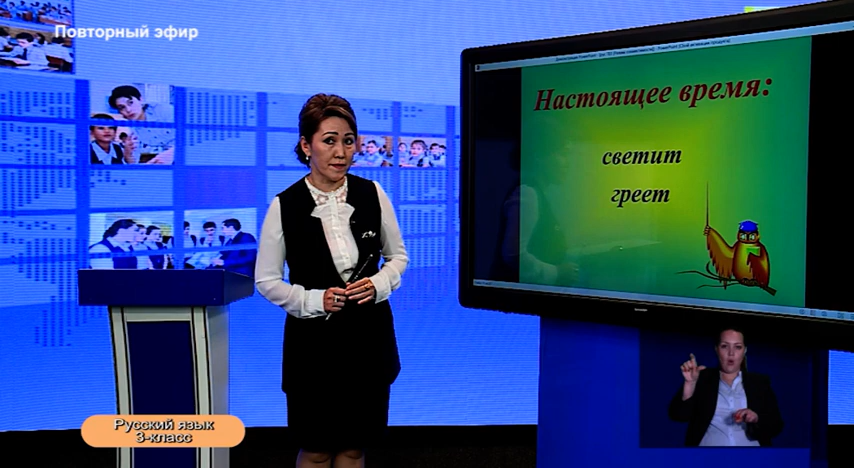 Повторный эфир
Настоящее время:
светит
греет
Русский язык
3-класс